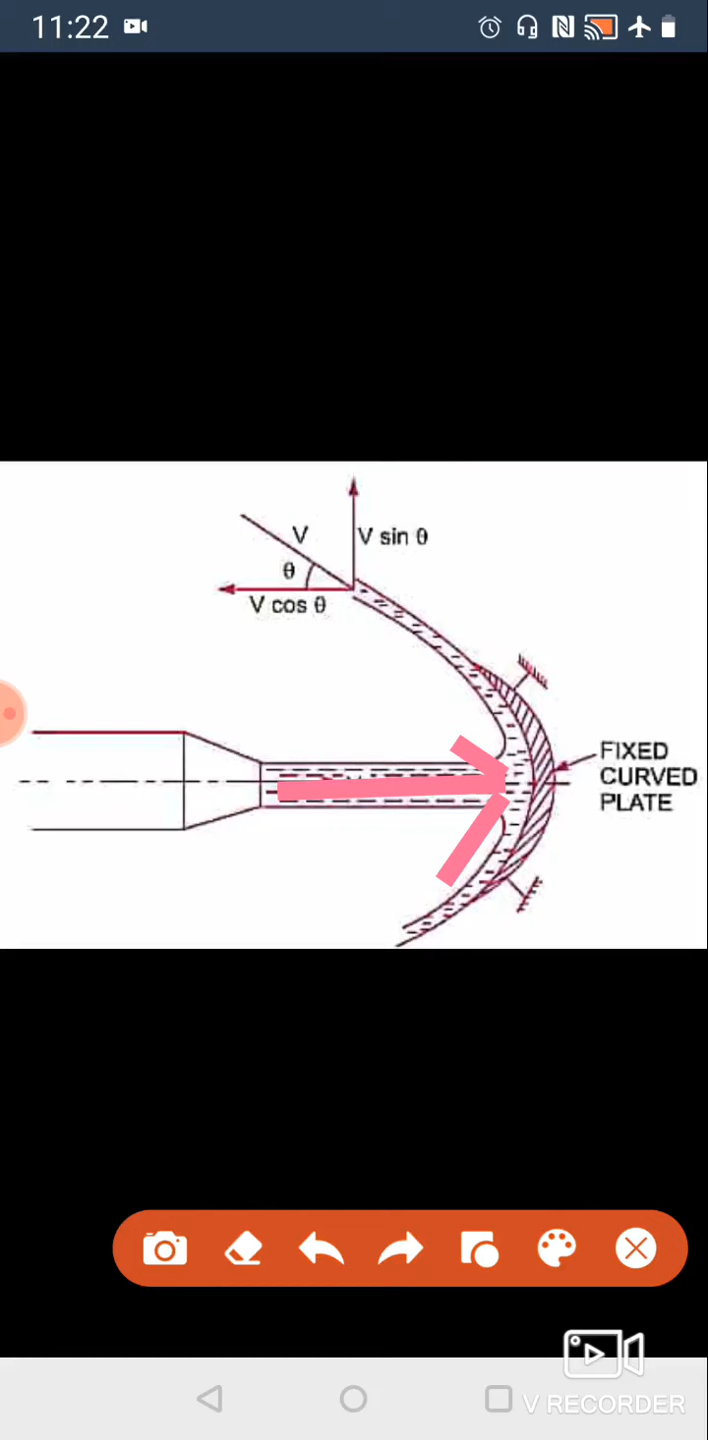 11:22
V
V sin θ
θ
V cos θ
FIXED
CURVED
PLATE
V RECORDER